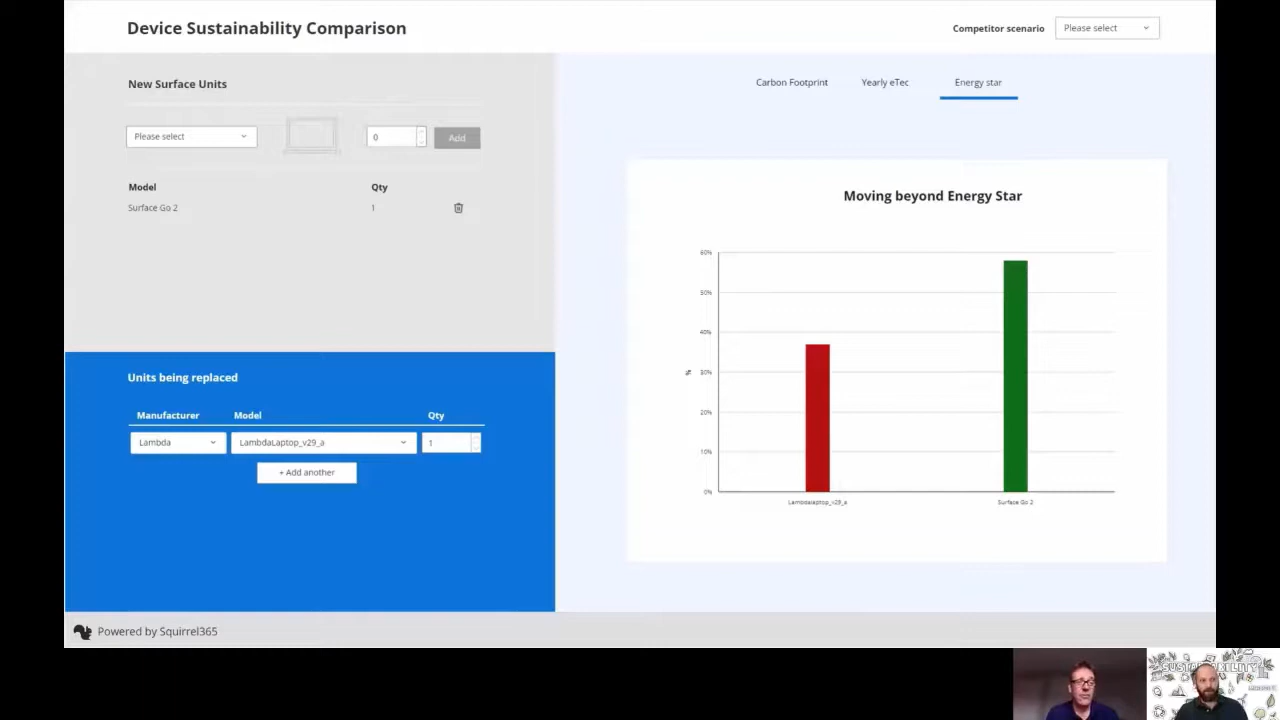 Device Sustainability Comparison
Competitor scenario
Please select
New Surface Units
Please select
0
Add
Model
Qty
Surface Go 2
1
Carbon Footprint
Yearly eTec
Energy star
Moving beyond Energy Star
60%
50%
40%
30%
20%
10%
0%
%
Lambdalaptop_v29_a
Surface Go 2
Units being replaced
Manufacturer
Model
Qty
Lambda
LambdaLaptop_v29_a
1
+ Add another
Powered by Squirrel365
SUSTAINABILITY